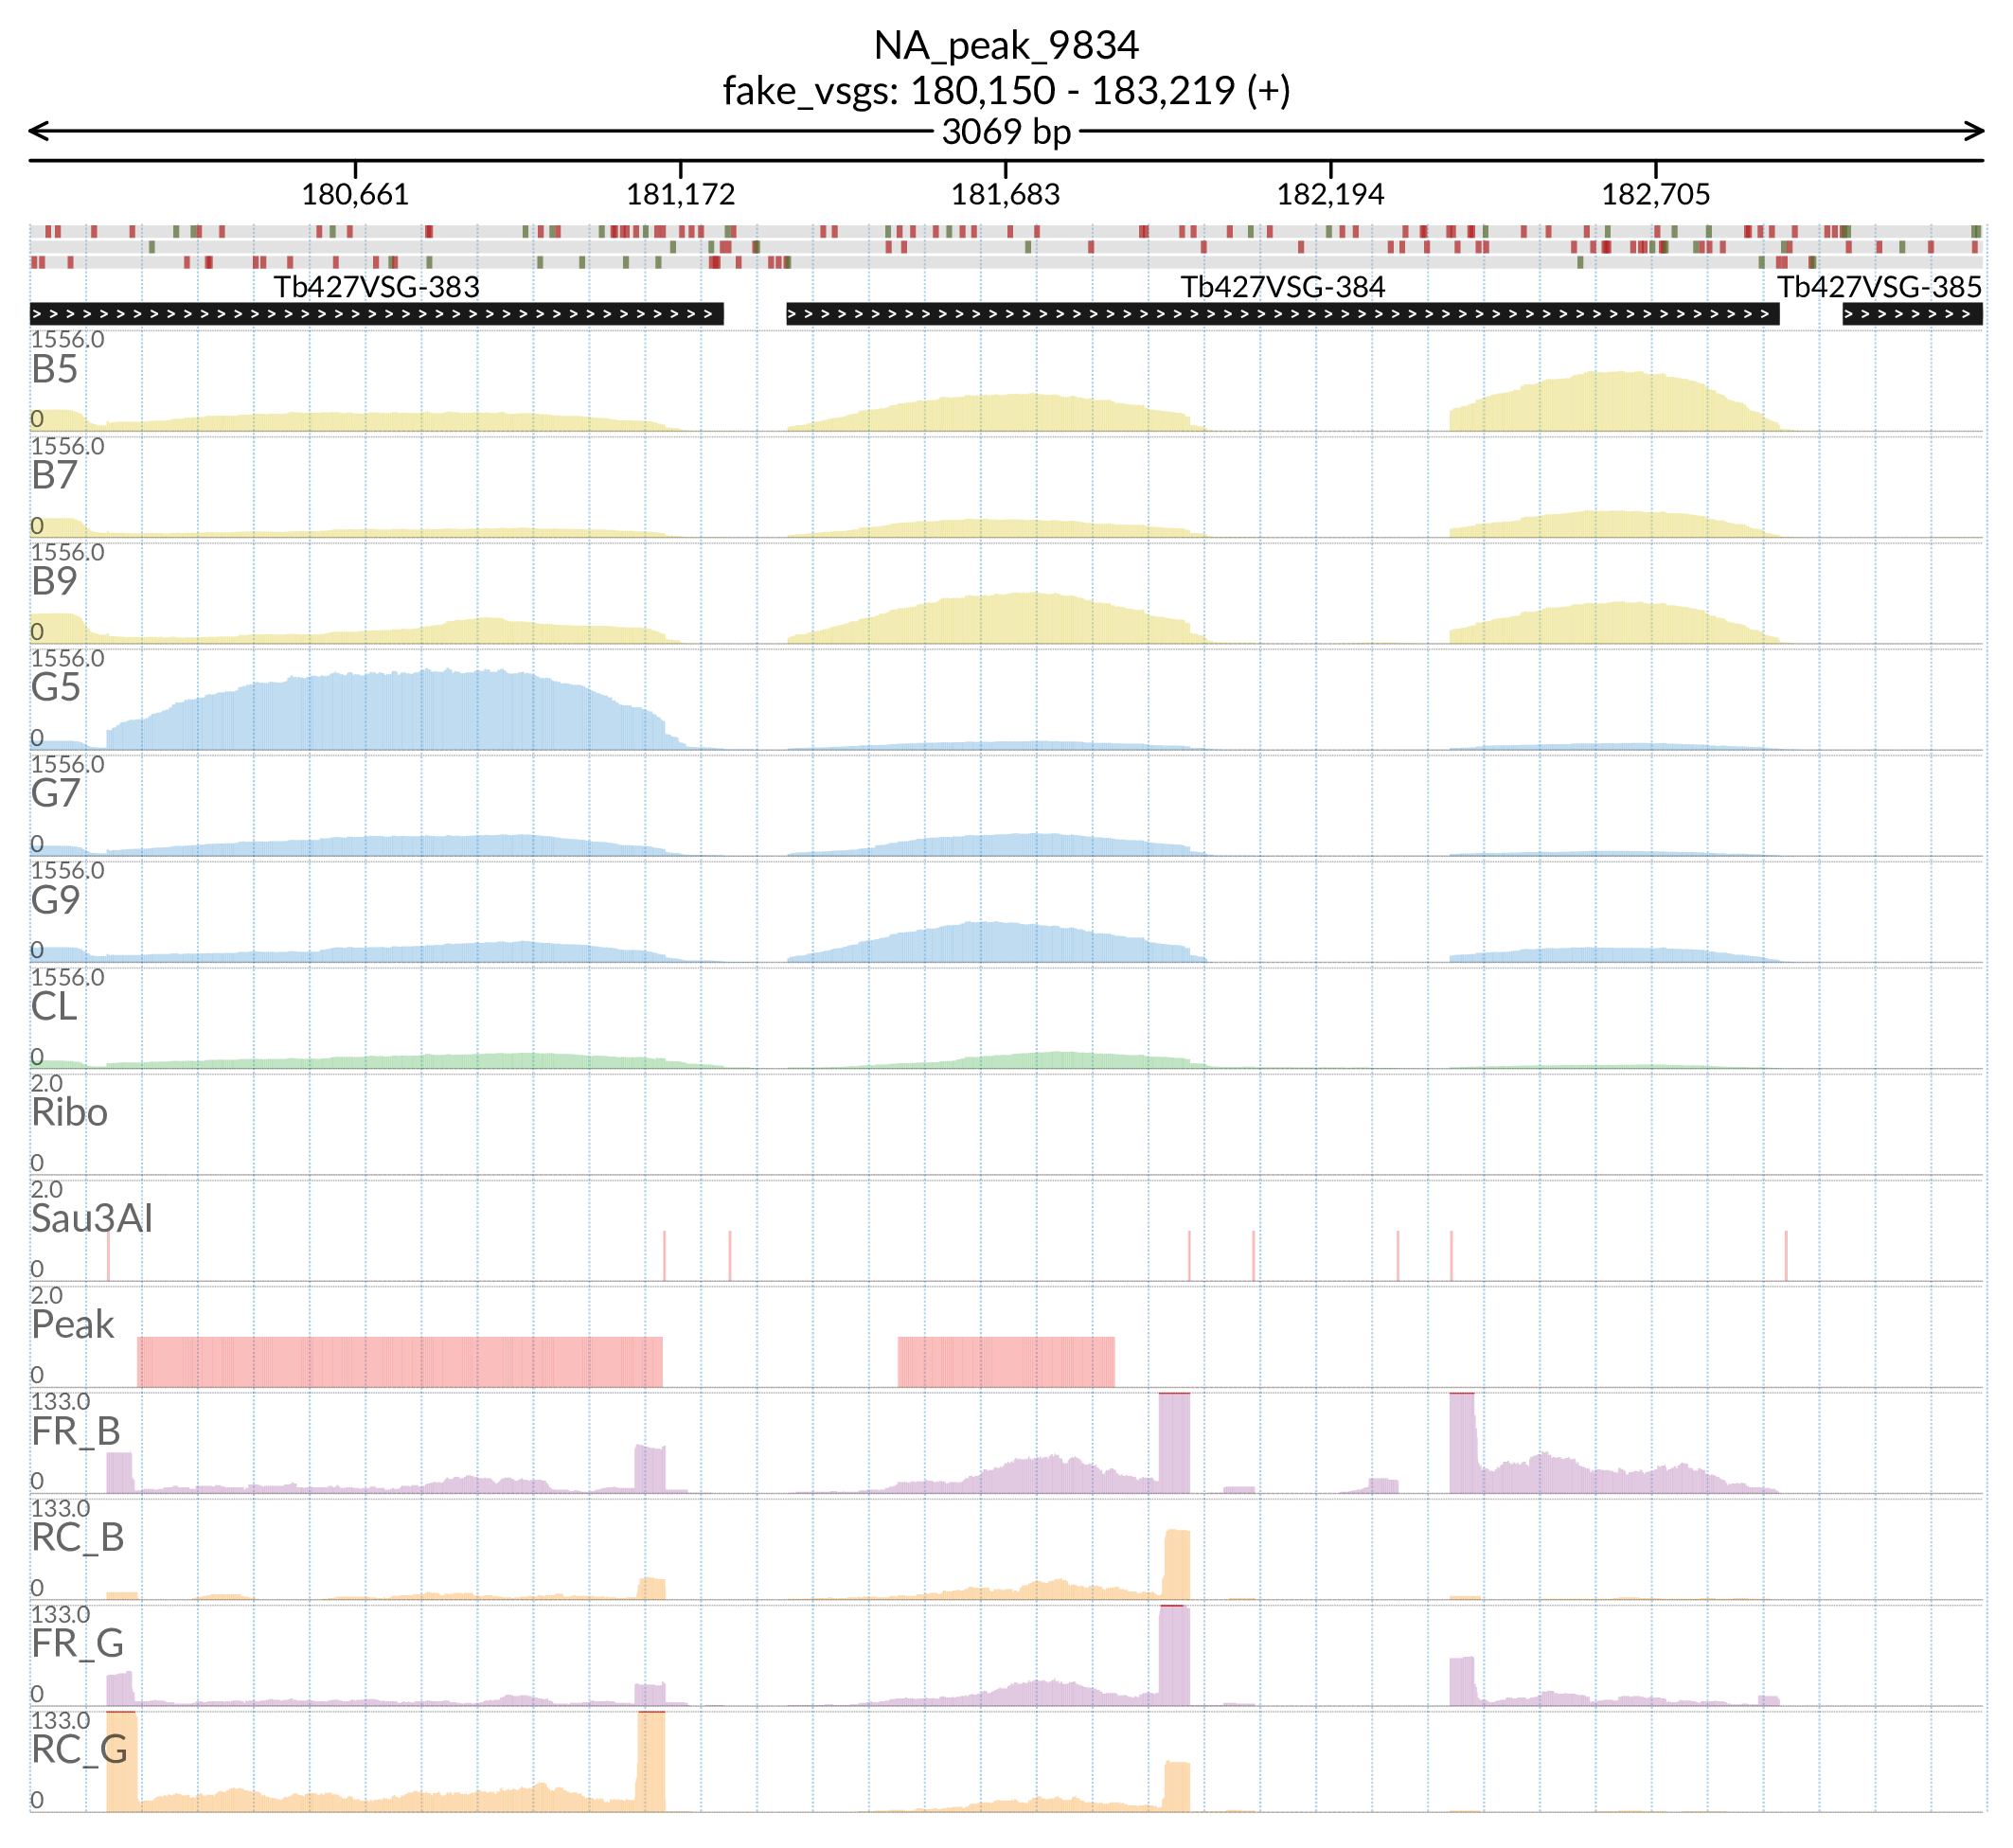 NA_peak_9834
fake_vsgs: 180,150 - 183,219 (+)
3069 bp
180,661 181,172 181,683 182,194 182,705
Tb427VSG-383 Tb427VSG-384 Tb427VSG-385
1556.0
B5
0
1556.0
B7
0
1556.0
B9
0
1556.0
G5
0
1556.0
G7
0
1556.0
G9
0
1556.0
CL
0
2.0
Ribo
0
2.0
Sau3AI
0
2.0
Peak
0
133.0
FR_B
0
133.0
RC_B
0
133.0
FR_G
0
133.0
RC_G
0